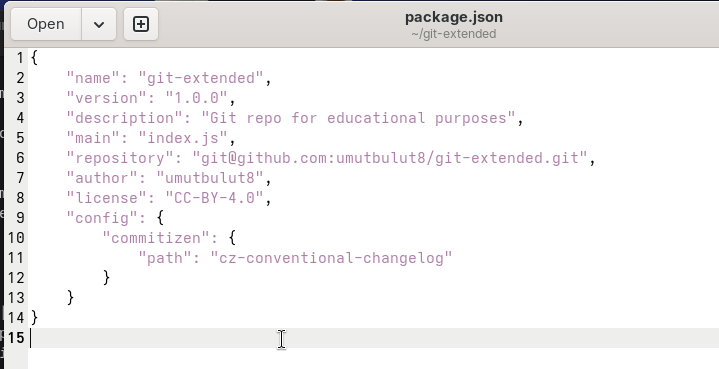 Open
package.json
~/git-extended
1 {
2     "name": "git-extended",
3     "version": "1.0.0",
4     "description": "Git repo for educational purposes",
5     "main": "index.js",
6     "repository": "git@github.com:umutbulut8/git-extended.git",
7     "author": "umutbulut8",
8     "license": "CC-BY-4.0",
9     "config": {
10         "commitizen": {
11             "path": "cz-conventional-changelog"
12         }
13     }
14 }
15